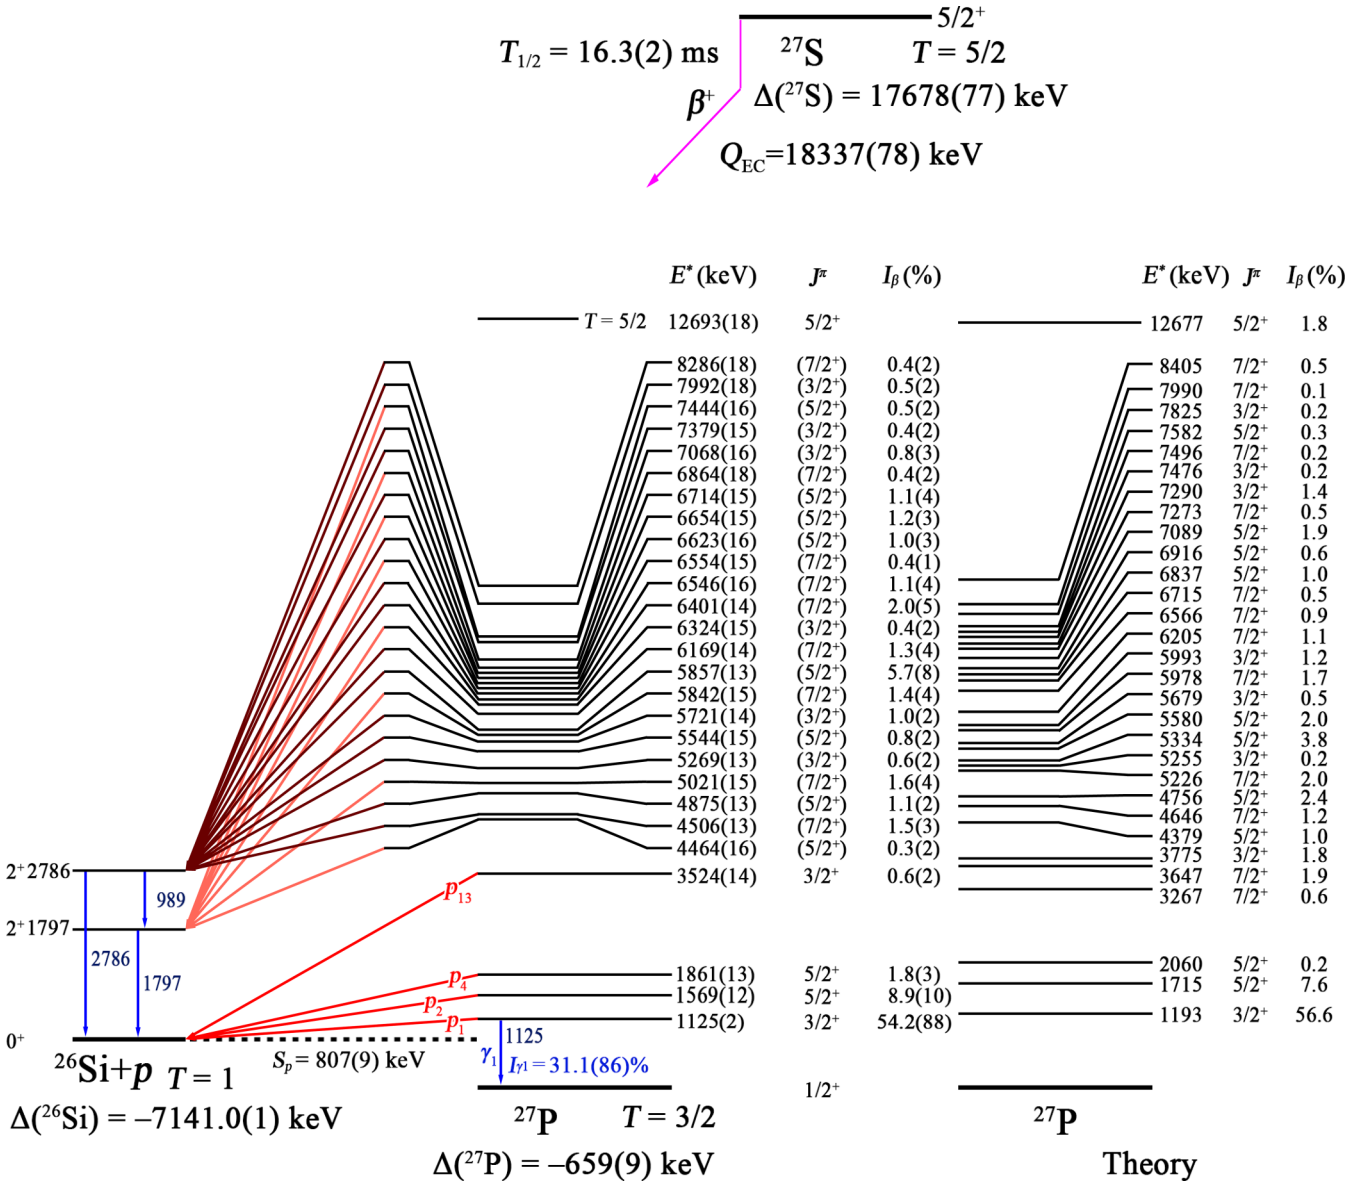 5/2⁺
T₁/₂ = 16.3(2) ms
²⁷S T = 5/2
β⁺
Δ(²⁷S) = 17678(77) keV
Q_EC=18337(78) keV
E* (keV) J^π I_β (%) E* (keV) J^π I_β (%)
T = 5/2 12693(18) 5/2⁺ 12677 5/2⁺ 1.8
8286(18) (7/2⁺) 0.4(2) 8405 7/2⁺ 0.5
7992(18) (3/2⁺) 0.5(2) 7990 7/2⁺ 0.1
7444(16) (5/2⁺) 0.5(2) 7825 3/2⁺ 0.2
7379(15) (3/2⁺) 0.4(2) 7582 5/2⁺ 0.3
7068(16) (3/2⁺) 0.8(3) 7496 7/2⁺ 0.2
6864(18) (7/2⁺) 0.4(2) 7476 3/2⁺ 0.2
6714(15) (5/2⁺) 1.1(4) 7290 3/2⁺ 1.4
6654(15) (5/2⁺) 1.2(3) 7273 7/2⁺ 0.5
6623(16) (5/2⁺) 1.0(3) 7089 5/2⁺ 1.9
6554(15) (7/2⁺) 0.4(1) 6916 5/2⁺ 0.6
6546(16) (7/2⁺) 1.1(4) 6837 5/2⁺ 1.0
6401(14) (7/2⁺) 2.0(5) 6715 7/2⁺ 0.5
6324(15) (3/2⁺) 0.4(2) 6566 7/2⁺ 0.9
6169(14) (7/2⁺) 1.3(4) 6205 7/2⁺ 1.1
5857(13) (5/2⁺) 5.7(8) 5993 3/2⁺ 1.2
5842(15) (7/2⁺) 1.4(4) 5978 7/2⁺ 1.7
5721(14) (3/2⁺) 1.0(2) 5679 3/2⁺ 0.5
5544(15) (5/2⁺) 0.8(2) 5580 5/2⁺ 2.0
5269(13) (3/2⁺) 0.6(2) 5334 5/2⁺ 3.8
5021(15) (7/2⁺) 1.6(4) 5255 3/2⁺ 0.2
4875(13) (5/2⁺) 1.1(2) 5226 7/2⁺ 2.0
4506(13) (7/2⁺) 1.5(3) 4756 5/2⁺ 2.4
4464(16) (5/2⁺) 0.3(2) 4646 7/2⁺ 1.2
4379 5/2⁺ 1.0
3775 3/2⁺ 1.8
2⁺ 2786 3524(14) 3/2⁺ 0.6(2) 3647 7/2⁺ 1.9
p₁₃
3267 7/2⁺ 0.6
989
2⁺ 1797
2786
1797
p₄ 1861(13) 5/2⁺ 1.8(3) 2060 5/2⁺ 0.2
p₂ 1569(12) 5/2⁺ 8.9(10) 1715 5/2⁺ 7.6
p₁ 1125(2) 3/2⁺ 54.2(88) 1193 3/2⁺ 56.6
0⁺ 1125
S_p = 807(9) keV
γ₁ I_γ1 = 31.1(86)%
²⁶Si+p T = 1
1/2⁺
Δ(²⁶Si) = –7141.0(1) keV
²⁷P T = 3/2 ²⁷P
Δ(²⁷P) = –659(9) keV Theory